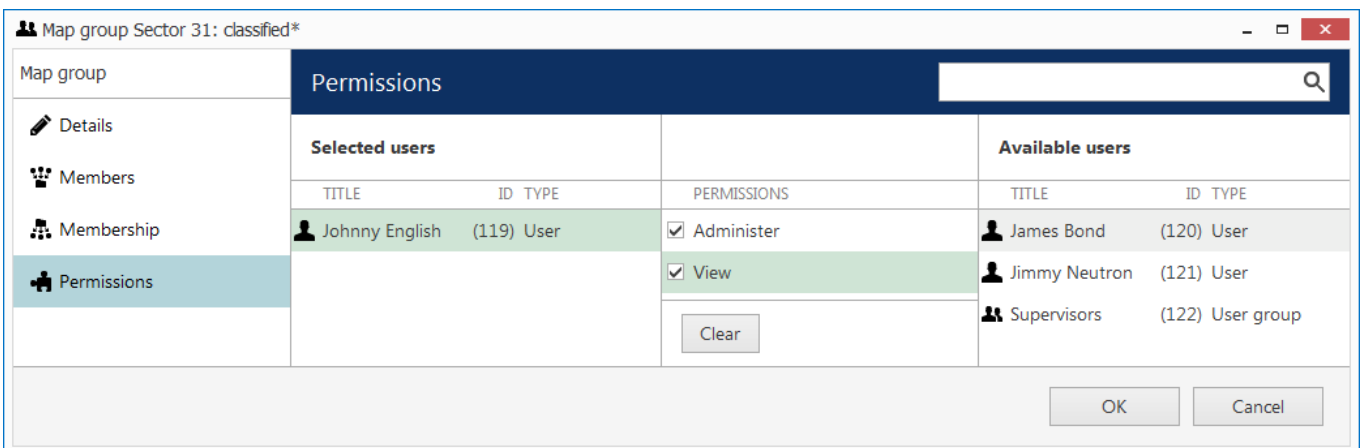 Map group Sector 31: classified*
Map group
Permissions
Details
Members
Membership
Permissions
Selected users
Available users
TITLE ID TYPE
PERMISSIONS
TITLE ID TYPE
Johnny English (119) User
Administer
James Bond (120) User
View
Jimmy Neutron (121) User
Supervisors (122) User group
Clear
OK
Cancel